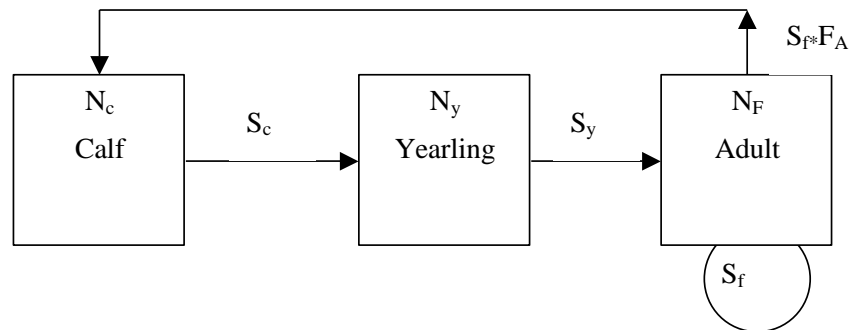 S_f*F_A
N_c
Calf
S_c
N_y
Yearling
S_y
N_F
Adult
S_f